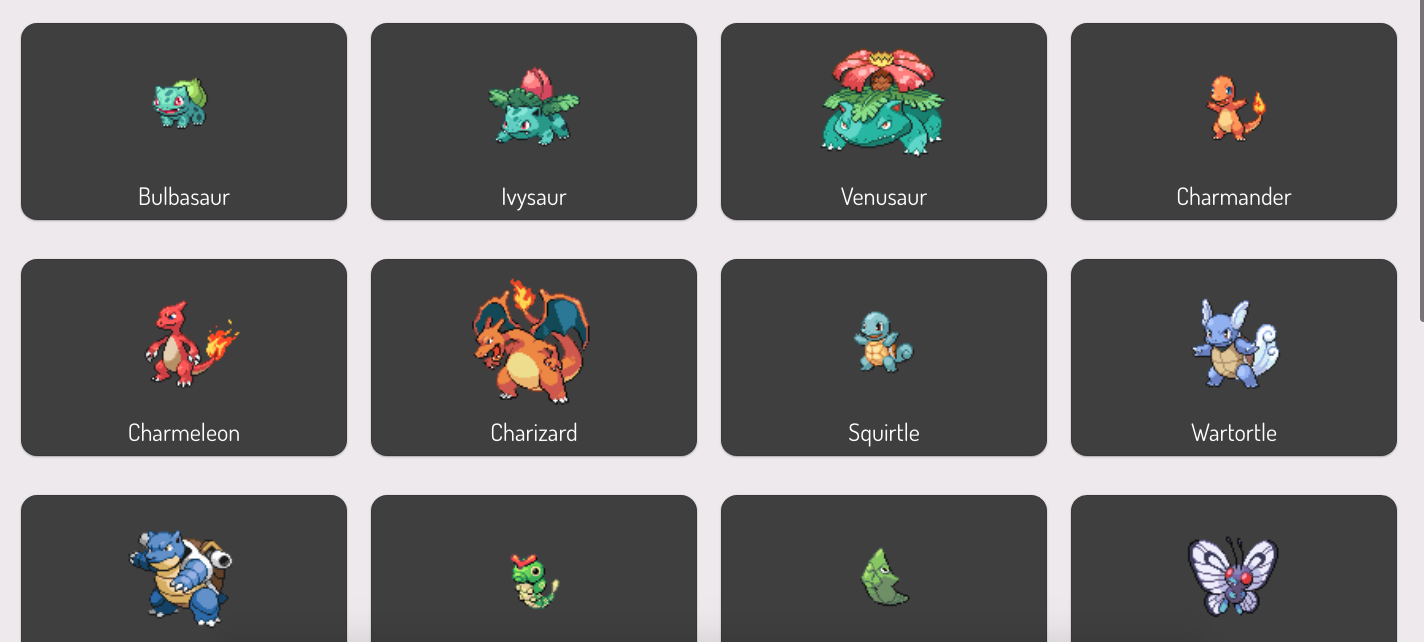 Bulbasaur
Ivysaur
Venusaur
Charmander
Charmeleon
Charizard
Squirtle
Wartortle